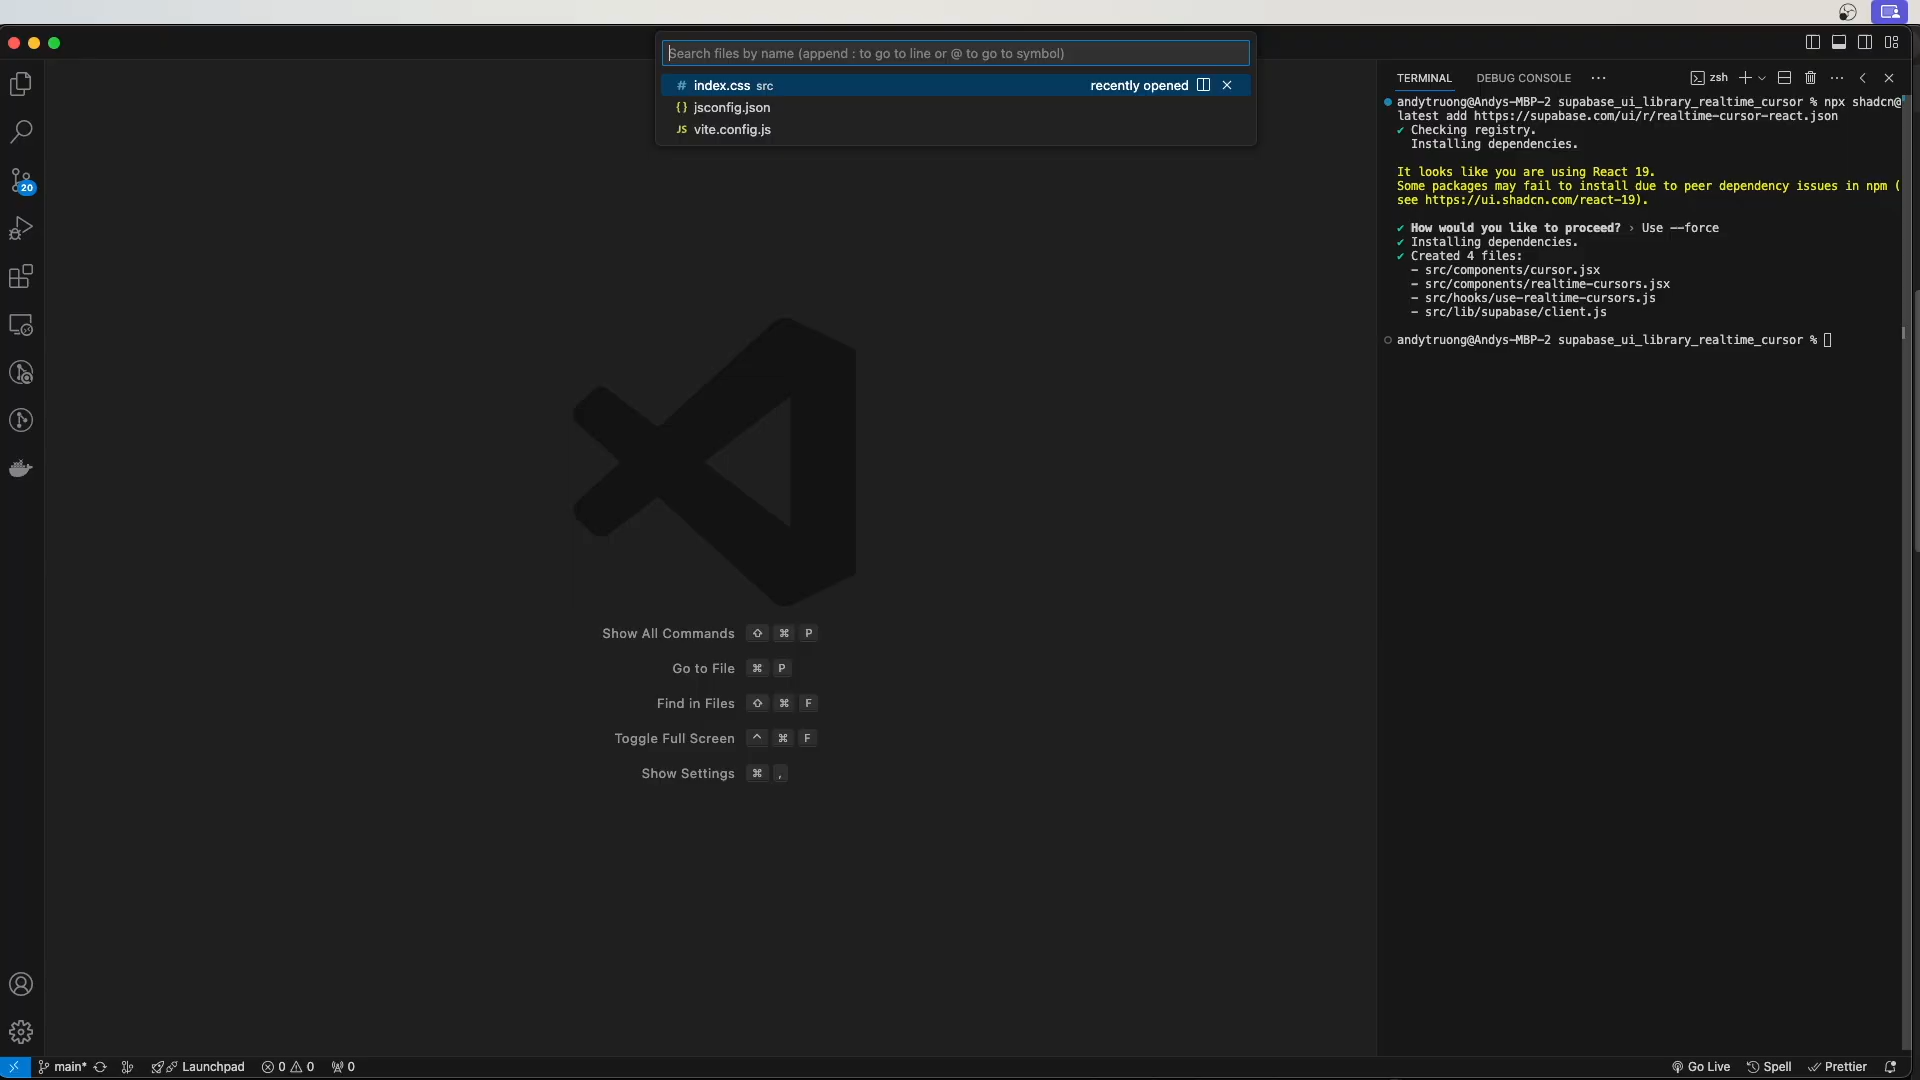 Search files by name (append : to go to line or @ to go to symbol)
# index.css src recently opened
{} jsconfig.json
JS vite.config.js
20
Show All Commands ⇧ ⌘ P
Go to File ⌘ P
Find in Files ⇧ ⌘ F
Toggle Full Screen ^ ⌘ F
Show Settings ⌘ ,
TERMINAL DEBUG CONSOLE ··· zsh
andytruong@Andys-MBP-2 supabase_ui_library_realtime_cursor % npx shadcn@
latest add https://supabase.com/ui/r/realtime-cursor-react.json
✔ Checking registry.
Installing dependencies.
It looks like you are using React 19.
Some packages may fail to install due to peer dependency issues in npm (
see https://ui.shadcn.com/react-19).
✔ How would you like to proceed? › Use --force
✔ Installing dependencies.
✔ Created 4 files:
- src/components/cursor.jsx
- src/components/realtime-cursors.jsx
- src/hooks/use-realtime-cursors.js
- src/lib/supabase/client.js
andytruong@Andys-MBP-2 supabase_ui_library_realtime_cursor %
main* Launchpad 0 0 0 Go Live Spell Prettier